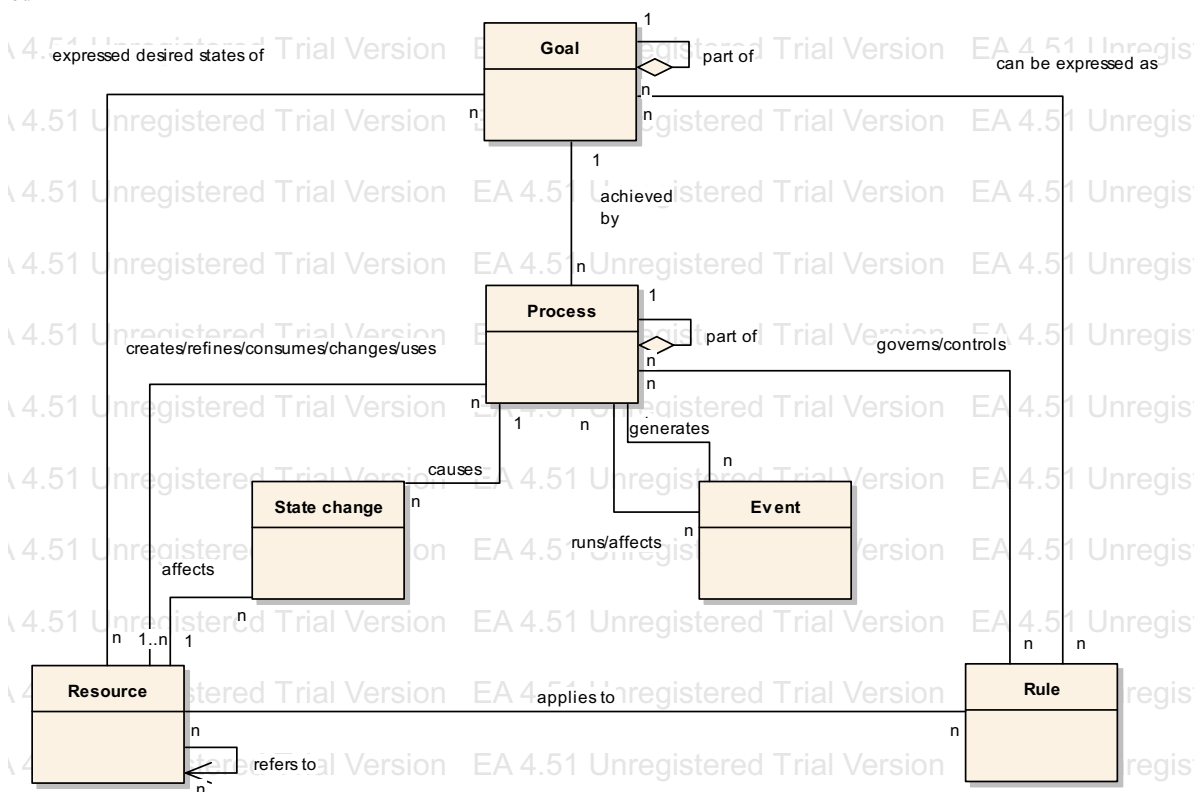 1
Goal
expressed desired states of
part of
can be expressed as
n
n
n
1
achieved
by
n
Process
1
part of
creates/refines/consumes/changes/uses
governs/controls
n
n
n
1
n
generates
n
causes
n
State change
Event
n
runs/affects
affects
n
n
1..n
1
n
n
Resource
Rule
applies to
n
n
refers to
n
EA 4.51 Unregistered Trial Version